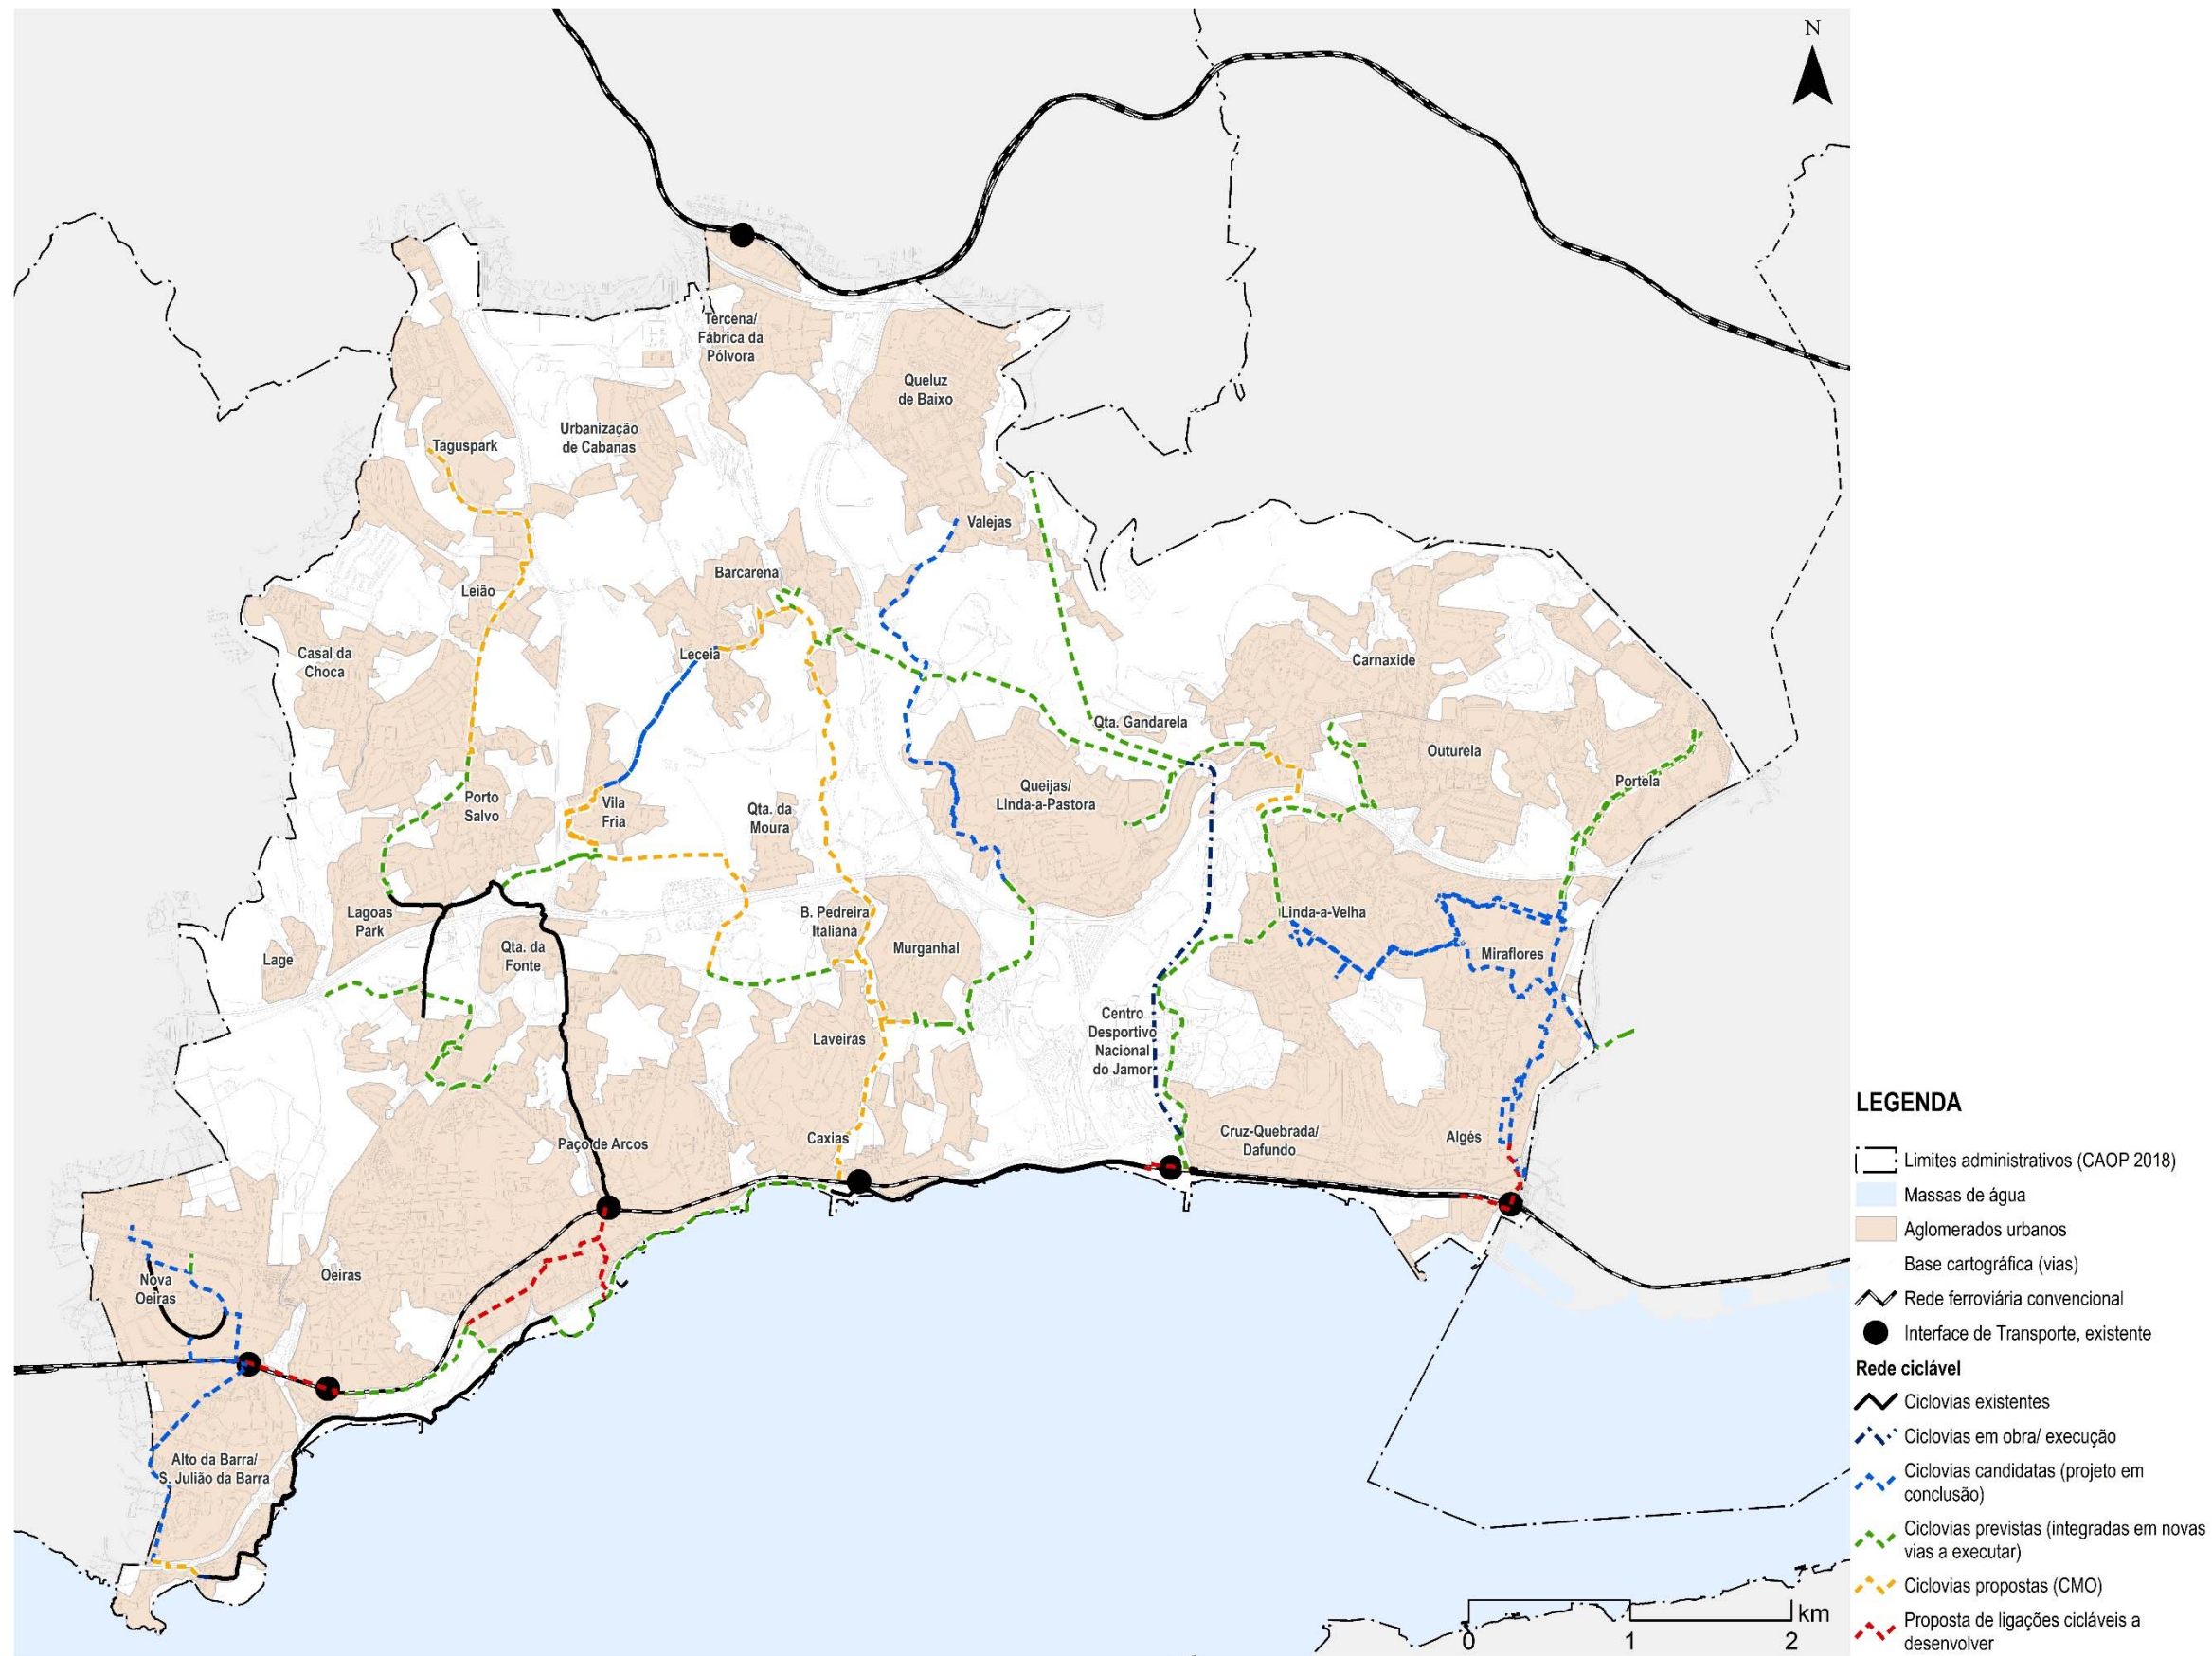 N
Tercena/
Fábrica da
Pólvora
Queluz
de Baixo
Urbanização
de Cabanas
Taguspark
Valejas
Barcarena
Leião
Leceia
Casal da
Choca
Carnaxide
Qta. Gandarela
Outurela
Portela
Queijas/
Linda-a-Pastora
Porto
Salvo
Vila
Fria
Qta. da
Moura
Lagoas
Park
B. Pedreira
Italiana
Linda-a-Velha
Murganhal
Miraflores
Qta. da
Fonte
Lage
Centro
Desportivo
Nacional
do Jamor
Laveiras
Paço de Arcos
Caxias
Cruz-Quebrada/
Dafundo
Algés
Nova
Oeiras
Oeiras
Alto da Barra/
S. Julião da Barra
km
0 1 2
LEGENDA
Limites administrativos (CAOP 2018)
Massas de água
Aglomerados urbanos
Base cartográfica (vias)
Rede ferroviária convencional
Interface de Transporte, existente
Rede ciclável
Ciclovias existentes
Ciclovias em obra/ execução
Ciclovias candidatas (projeto em
conclusão)
Ciclovias previstas (integradas em novas
vias a executar)
Ciclovias propostas (CMO)
Proposta de ligações cicláveis a
desenvolver